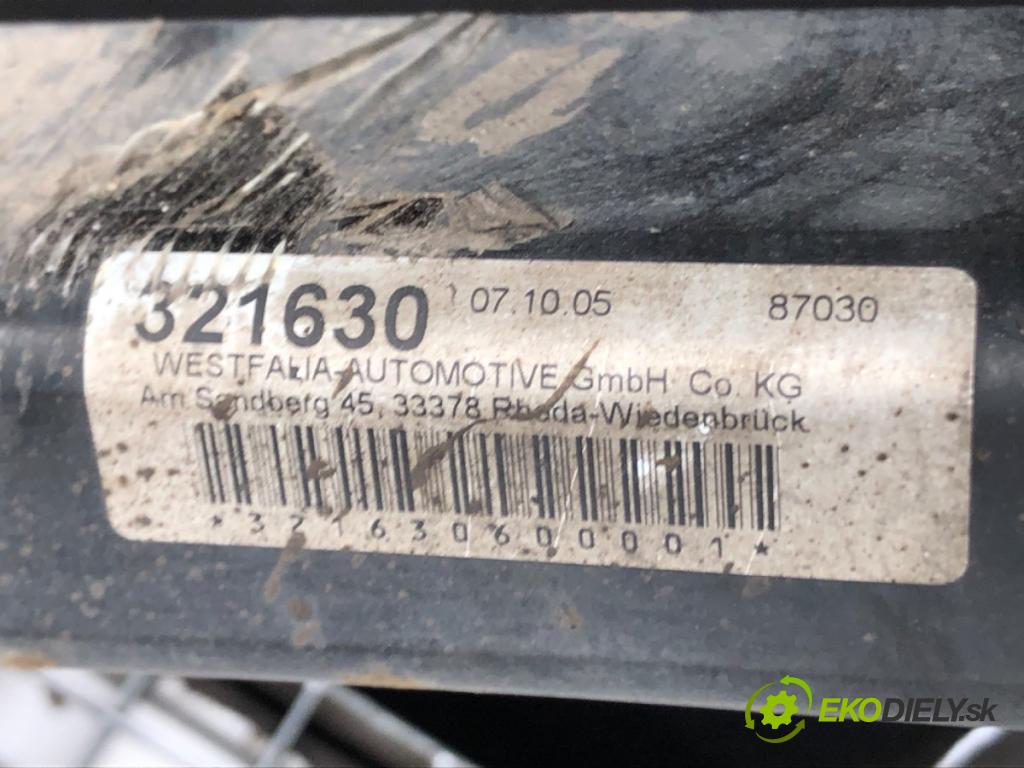 321630 07.10.05 87030
WESTFALIA-AUTOMOTIVE GmbH Co. KG
Am Sandberg 45, 33378 Rheda-Wiedenbrück
*321630600001*
EKODIELY.sk